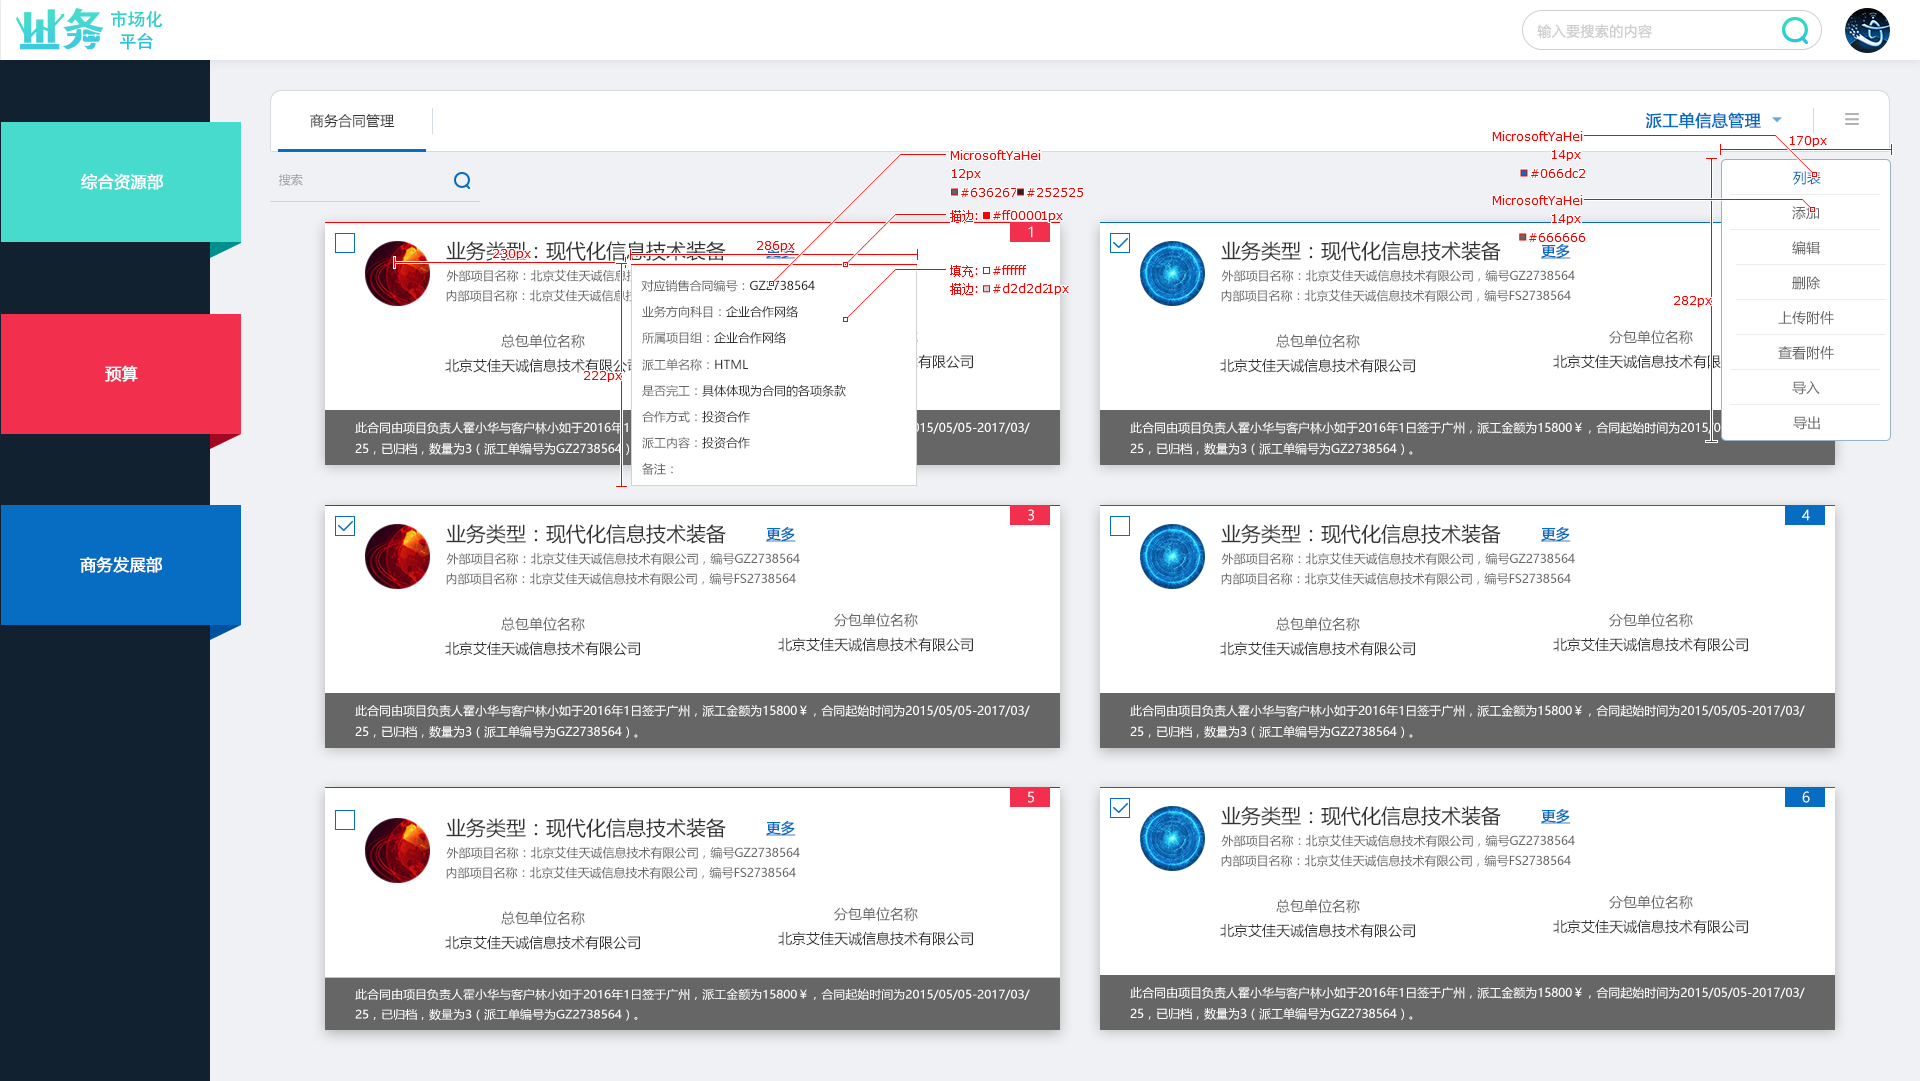 业务 市场化
平台
输入要搜索的内容
综合资源部
预算
商务发展部
商务合同管理
派工单信息管理
搜索
MicrosoftYaHei
12px
#636267 #252525
描边: #ff0000 1px
填充: #ffffff
描边: #d2d2d2 1px
MicrosoftYaHei
14px
#066dc2
MicrosoftYaHei
14px
#666666
170px
282px
列表
添加
编辑
删除
上传附件
查看附件
导入
导出
1
业务类型：现代化信息技术装备
230px
286px
222px
外部项目名称：北京艾佳天诚信息
内部项目名称：北京艾佳天诚信息
总包单位名称
北京艾佳天诚信息技术有限公司
有限公司
对应销售合同编号：GZ2738564
业务方向科目：企业合作网络
所属项目组：企业合作网络
派工单名称：HTML
是否完工：具体体现为合同的各项条款
合作方式：投资合作
派工内容：投资合作
备注：
此合同由项目负责人霍小华与客户林小如于2016年1 015/05/05-2017/03/
25，已归档，数量为3（派工单编号为GZ2738564）。
业务类型：现代化信息技术装备 更多
外部项目名称：北京艾佳天诚信息技术有限公司，编号GZ2738564
内部项目名称：北京艾佳天诚信息技术有限公司，编号FS2738564
总包单位名称
北京艾佳天诚信息技术有限公司
分包单位名称
北京艾佳天诚信息技术有限
此合同由项目负责人霍小华与客户林小如于2016年1日签于广州，派工金额为15800￥，合同起始时间为2015/0
25，已归档，数量为3（派工单编号为GZ2738564）。
3
业务类型：现代化信息技术装备 更多
外部项目名称：北京艾佳天诚信息技术有限公司，编号GZ2738564
内部项目名称：北京艾佳天诚信息技术有限公司，编号FS2738564
总包单位名称
北京艾佳天诚信息技术有限公司
分包单位名称
北京艾佳天诚信息技术有限公司
此合同由项目负责人霍小华与客户林小如于2016年1日签于广州，派工金额为15800￥，合同起始时间为2015/05/05-2017/03/
25，已归档，数量为3（派工单编号为GZ2738564）。
4
业务类型：现代化信息技术装备 更多
外部项目名称：北京艾佳天诚信息技术有限公司，编号GZ2738564
内部项目名称：北京艾佳天诚信息技术有限公司，编号FS2738564
总包单位名称
北京艾佳天诚信息技术有限公司
分包单位名称
北京艾佳天诚信息技术有限公司
此合同由项目负责人霍小华与客户林小如于2016年1日签于广州，派工金额为15800￥，合同起始时间为2015/05/05-2017/03/
25，已归档，数量为3（派工单编号为GZ2738564）。
5
业务类型：现代化信息技术装备 更多
外部项目名称：北京艾佳天诚信息技术有限公司，编号GZ2738564
内部项目名称：北京艾佳天诚信息技术有限公司，编号FS2738564
总包单位名称
北京艾佳天诚信息技术有限公司
分包单位名称
北京艾佳天诚信息技术有限公司
此合同由项目负责人霍小华与客户林小如于2016年1日签于广州，派工金额为15800￥，合同起始时间为2015/05/05-2017/03/
25，已归档，数量为3（派工单编号为GZ2738564）。
6
业务类型：现代化信息技术装备 更多
外部项目名称：北京艾佳天诚信息技术有限公司，编号GZ2738564
内部项目名称：北京艾佳天诚信息技术有限公司，编号FS2738564
总包单位名称
北京艾佳天诚信息技术有限公司
分包单位名称
北京艾佳天诚信息技术有限公司
此合同由项目负责人霍小华与客户林小如于2016年1日签于广州，派工金额为15800￥，合同起始时间为2015/05/05-2017/03/
25，已归档，数量为3（派工单编号为GZ2738564）。